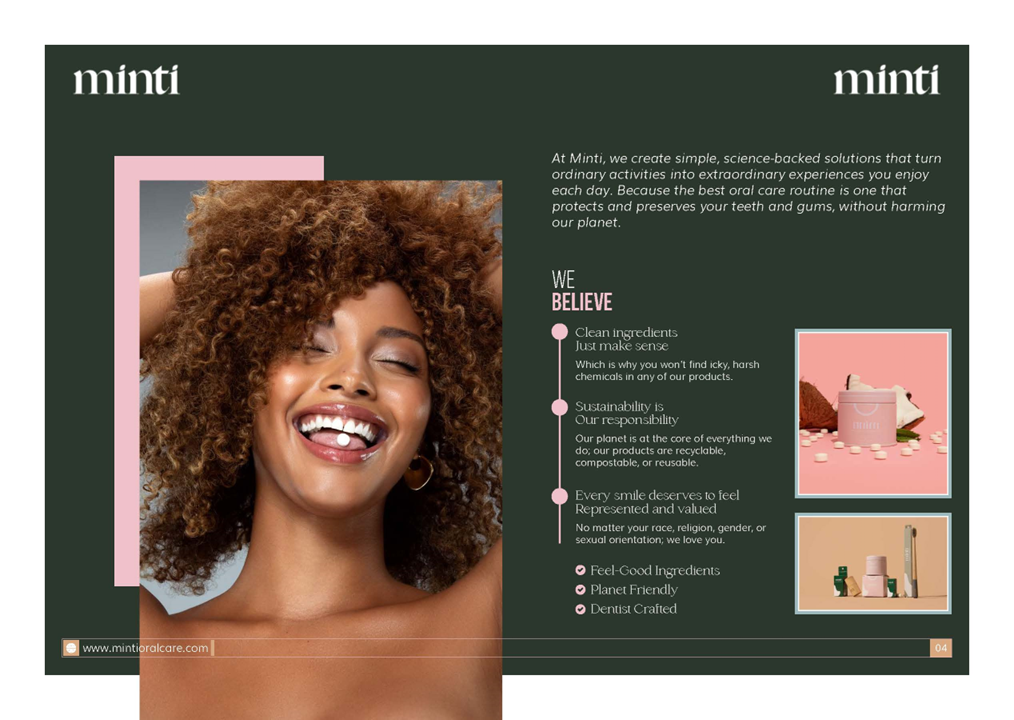 minti
minti
At Minti, we create simple, science-backed solutions that turn
ordinary activities into extraordinary experiences you enjoy
each day. Because the best oral care routine is one that
protects and preserves your teeth and gums, without harming
our planet.
WE
BELIEVE
Clean ingredients
Just make sense
Which is why you won't find icky, harsh
chemicals in any of our products.
Sustainability is
Our responsibility
Our planet is at the core of everything we
do; our products are recyclable,
compostable, or reusable.
Every smile deserves to feel
Represented and valued
No matter your race, religion, gender, or
sexual orientation; we love you.
Feel-Good Ingredients
Planet Friendly
Dentist Crafted
minti
www.mintioralcare.com
04